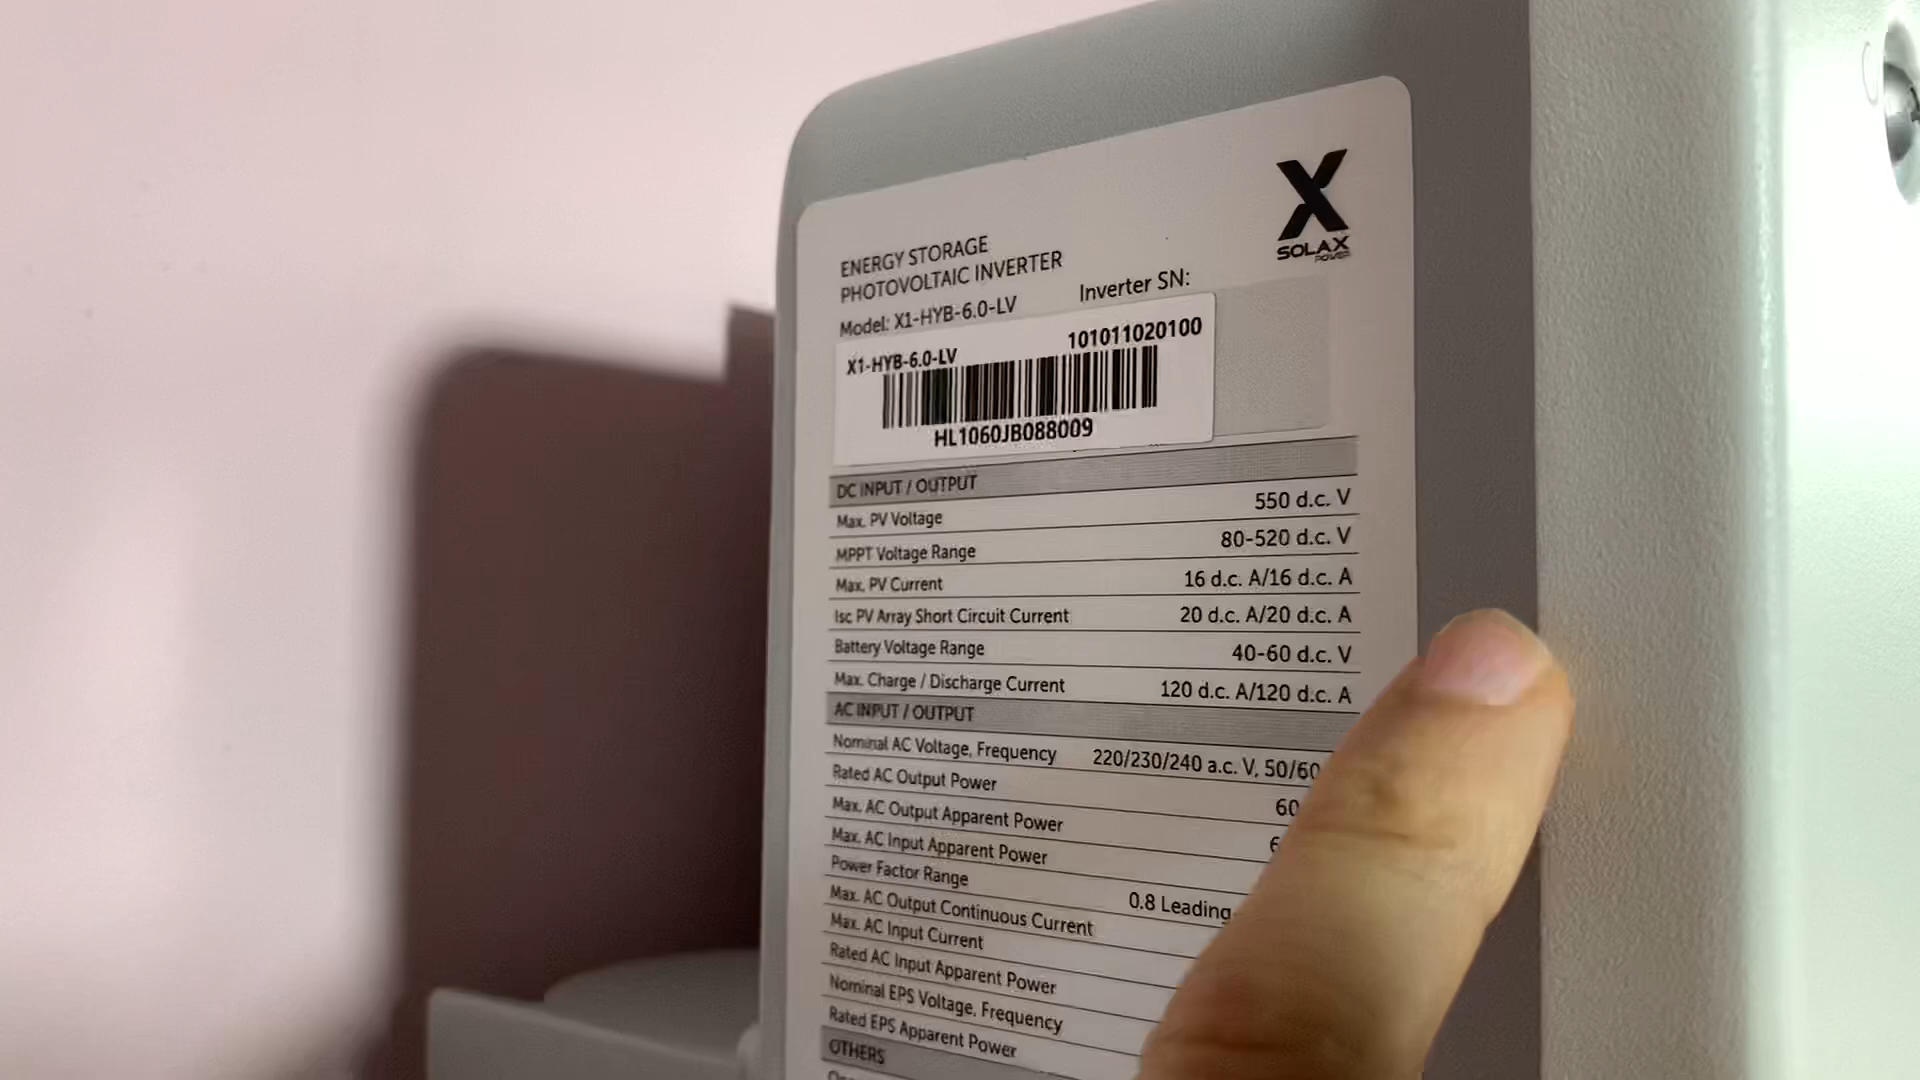 X
SOLAX
POWER
ENERGY STORAGE
PHOTOVOLTAIC INVERTER
Model: X1-HYB-6.0-LV
Inverter SN:
X1-HYB-6.0-LV 101011020100
HL1060JB088009
DC INPUT / OUTPUT
Max. PV Voltage 550 d.c. V
MPPT Voltage Range 80-520 d.c. V
Max. PV Current 16 d.c. A/16 d.c. A
Isc PV Array Short Circuit Current 20 d.c. A/20 d.c. A
Battery Voltage Range 40-60 d.c. V
Max. Charge / Discharge Current 120 d.c. A/120 d.c. A
AC INPUT / OUTPUT
Nominal AC Voltage, Frequency 220/230/240 a.c. V, 50/60
Rated AC Output Power
Max. AC Output Apparent Power
Max. AC Input Apparent Power
Power Factor Range 0.8 Leading
Max. AC Output Continuous Current
Max. AC Input Current
Rated AC Input Apparent Power
Nominal EPS Voltage, Frequency
Rated EPS Apparent Power
OTHERS